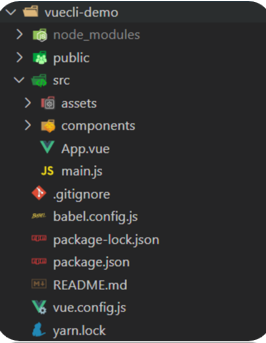 vuecli-demo
node_modules
public
src
assets
components
App.vue
JS main.js
.gitignore
babel.config.js
package-lock.json
package.json
README.md
vue.config.js
yarn.lock